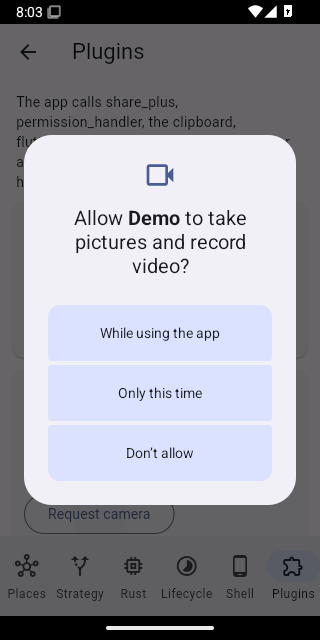 8:03
Plugins
The app calls share_plus,
permission_handler, the clipboard,
Allow Demo to take
pictures and record
video?
While using the app
Only this time
Don't allow
Request camera
Places Strategy Rust Lifecycle Shell Plugins